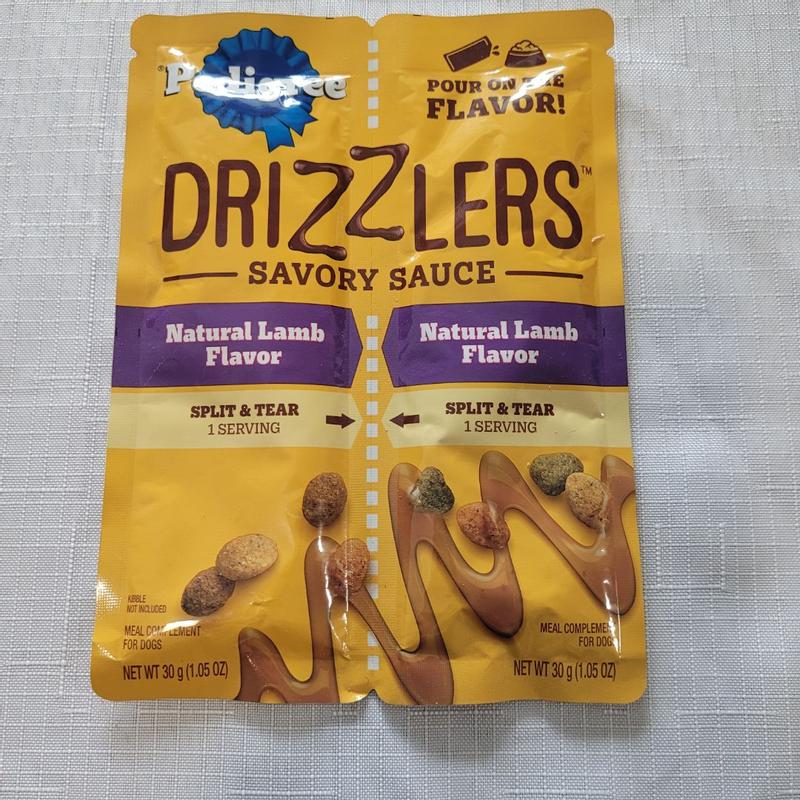 Pedigree®
POUR ON THE
FLAVOR!
DRIZZLERS™
SAVORY SAUCE
Natural Lamb
Flavor
Natural Lamb
Flavor
SPLIT & TEAR
1 SERVING
SPLIT & TEAR
1 SERVING
KIBBLE
NOT INCLUDED
MEAL COMPLEMENT
FOR DOGS
NET WT 30 g (1.05 OZ)
MEAL COMPLEMENT
FOR DOGS
NET WT 30 g (1.05 OZ)